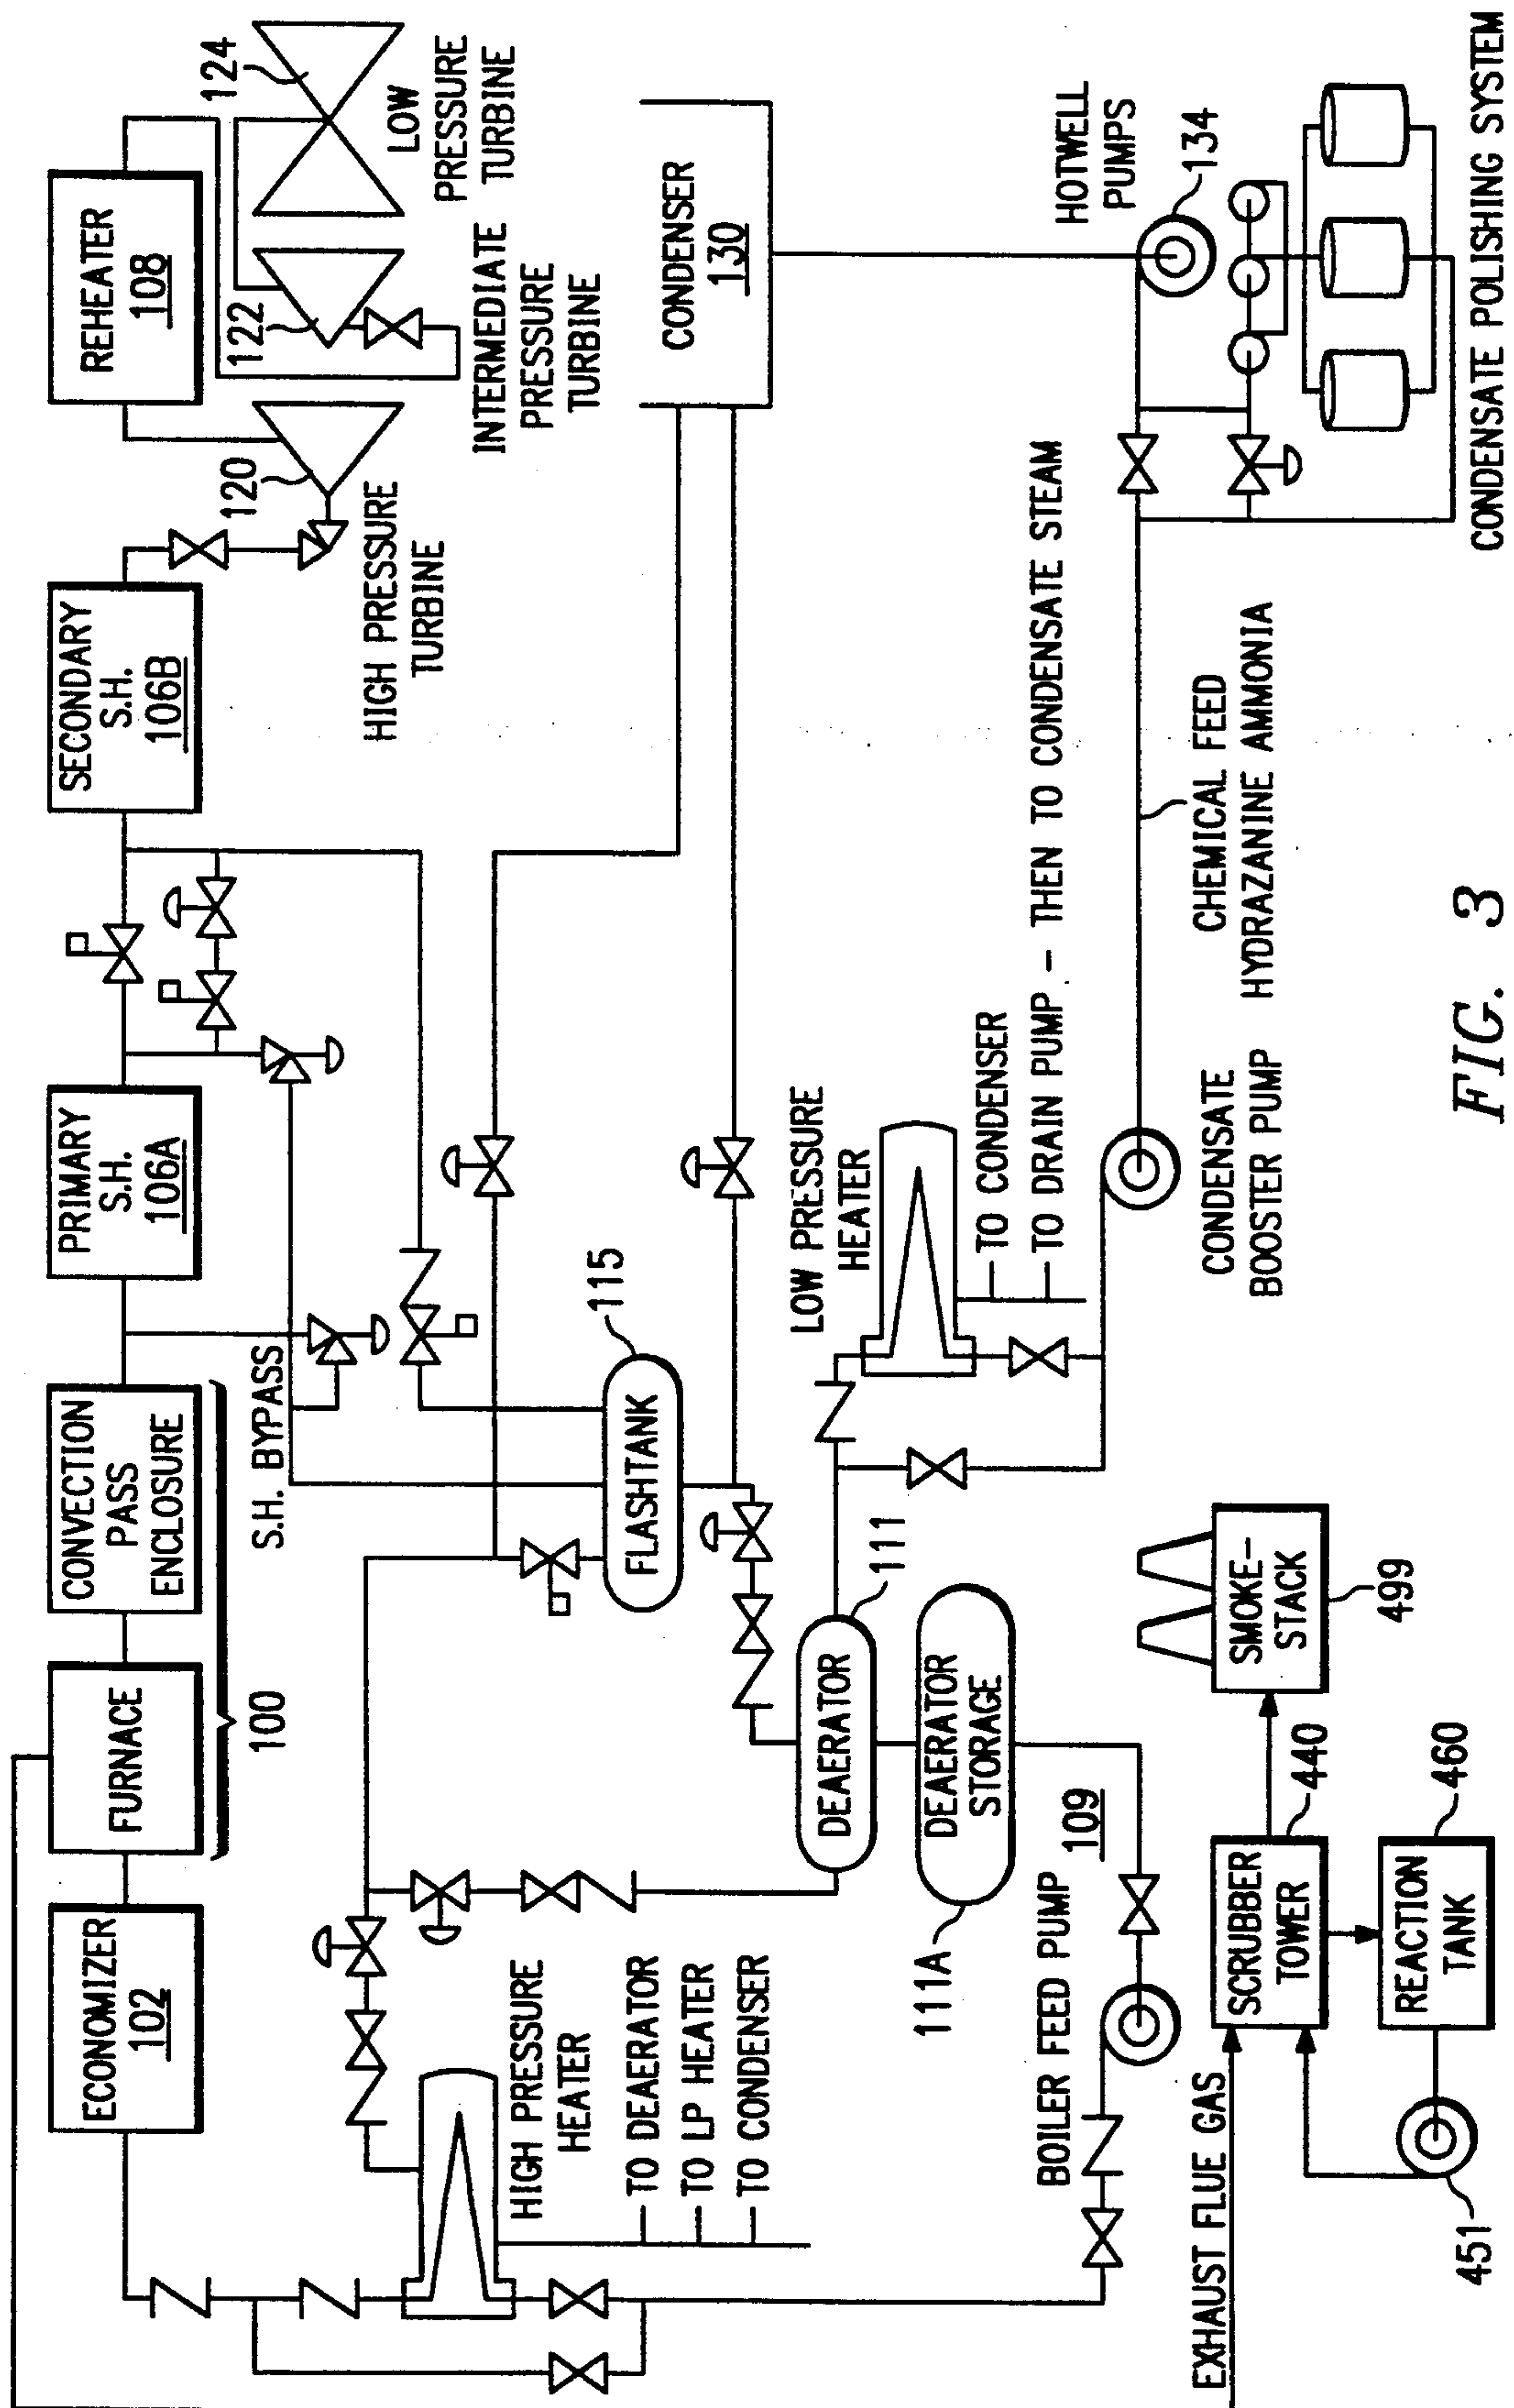 ECONOMIZER
102
FURNACE
CONVECTION
PASS
ENCLOSURE
100
PRIMARY
S.H.
106A
SECONDARY
S.H.
106B
REHEATER
108
S.H. BYPASS
120
HIGH PRESSURE
TURBINE
122
INTERMEDIATE
PRESSURE
TURBINE
124
LOW
PRESSURE
TURBINE
HIGH PRESSURE
HEATER
TO DEAERATOR
TO LP HEATER
TO CONDENSER
FLASHTANK
115
CONDENSER
130
DEAERATOR
111
DEAERATOR
STORAGE
111A
LOW PRESSURE
HEATER
TO CONDENSER
TO DRAIN PUMP - THEN TO CONDENSATE STEAM
HOTWELL
PUMPS
134
BOILER FEED PUMP
109
CONDENSATE
BOOSTER PUMP
CHEMICAL FEED
HYDRAZANINE AMMONIA
CONDENSATE POLISHING SYSTEM
EXHAUST FLUE GAS
SCRUBBER
TOWER
440
SMOKE-
STACK
499
REACTION
TANK
460
451
FIG. 3